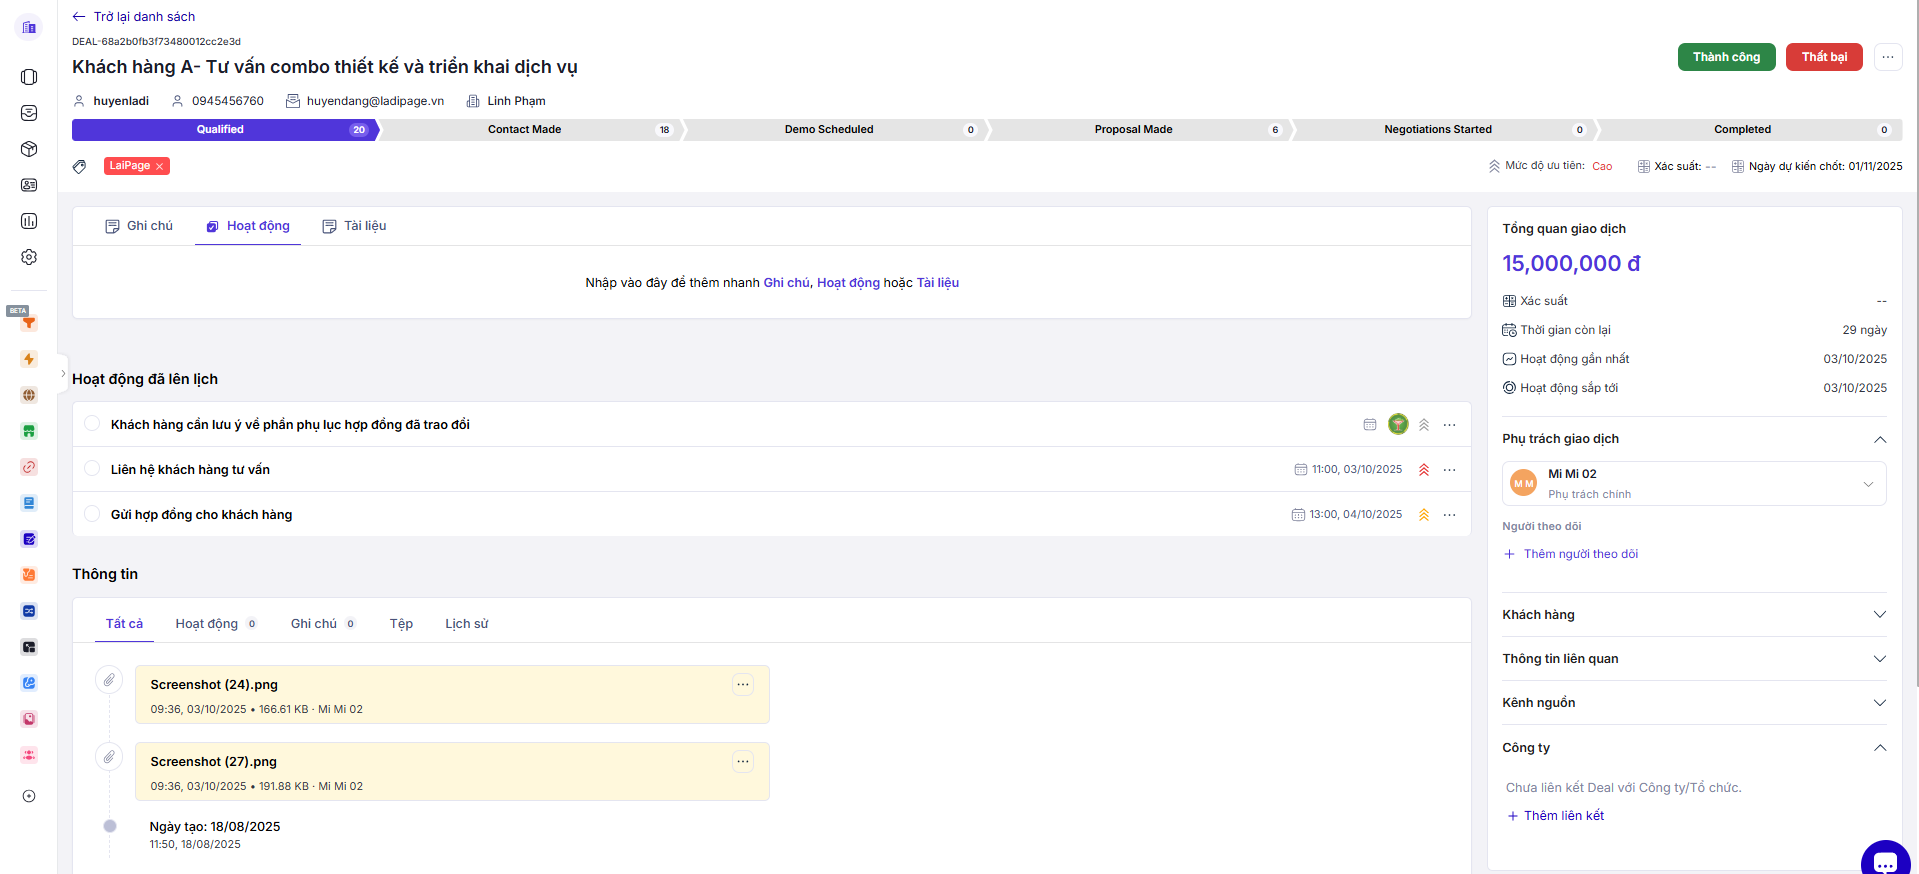 Trở lại danh sách
DEAL-68a2b0fb3f73480012cc2e3d
Khách hàng A- Tư vấn combo thiết kế và triển khai dịch vụ
Thành công
Thất bại
huyenladi
0945456760
huyendang@ladipage.vn
Linh Phạm
Qualified 20
Contact Made 18
Demo Scheduled 0
Proposal Made 6
Negotiations Started 0
Completed 0
LaiPage
Mức độ ưu tiên: Cao
Xác suất: --
Ngày dự kiến chốt: 01/11/2025
BETA
Ghi chú
Hoạt động
Tài liệu
Nhập vào đây để thêm nhanh Ghi chú, Hoạt động hoặc Tài liệu
Hoạt động đã lên lịch
Khách hàng cần lưu ý về phần phụ lục hợp đồng đã trao đổi
Liên hệ khách hàng tư vấn
11:00, 03/10/2025
Gửi hợp đồng cho khách hàng
13:00, 04/10/2025
Thông tin
Tất cả
Hoạt động 0
Ghi chú 0
Tệp
Lịch sử
Screenshot (24).png
09:36, 03/10/2025 • 166.61 KB · Mi Mi 02
Screenshot (27).png
09:36, 03/10/2025 • 191.88 KB · Mi Mi 02
Ngày tạo: 18/08/2025
11:50, 18/08/2025
Tổng quan giao dịch
15,000,000 đ
Xác suất --
Thời gian còn lại 29 ngày
Hoạt động gần nhất 03/10/2025
Hoạt động sắp tới 03/10/2025
Phụ trách giao dịch
M M
Mi Mi 02
Phụ trách chính
Người theo dõi
Thêm người theo dõi
Khách hàng
Thông tin liên quan
Kênh nguồn
Công ty
Chưa liên kết Deal với Công ty/Tổ chức.
Thêm liên kết